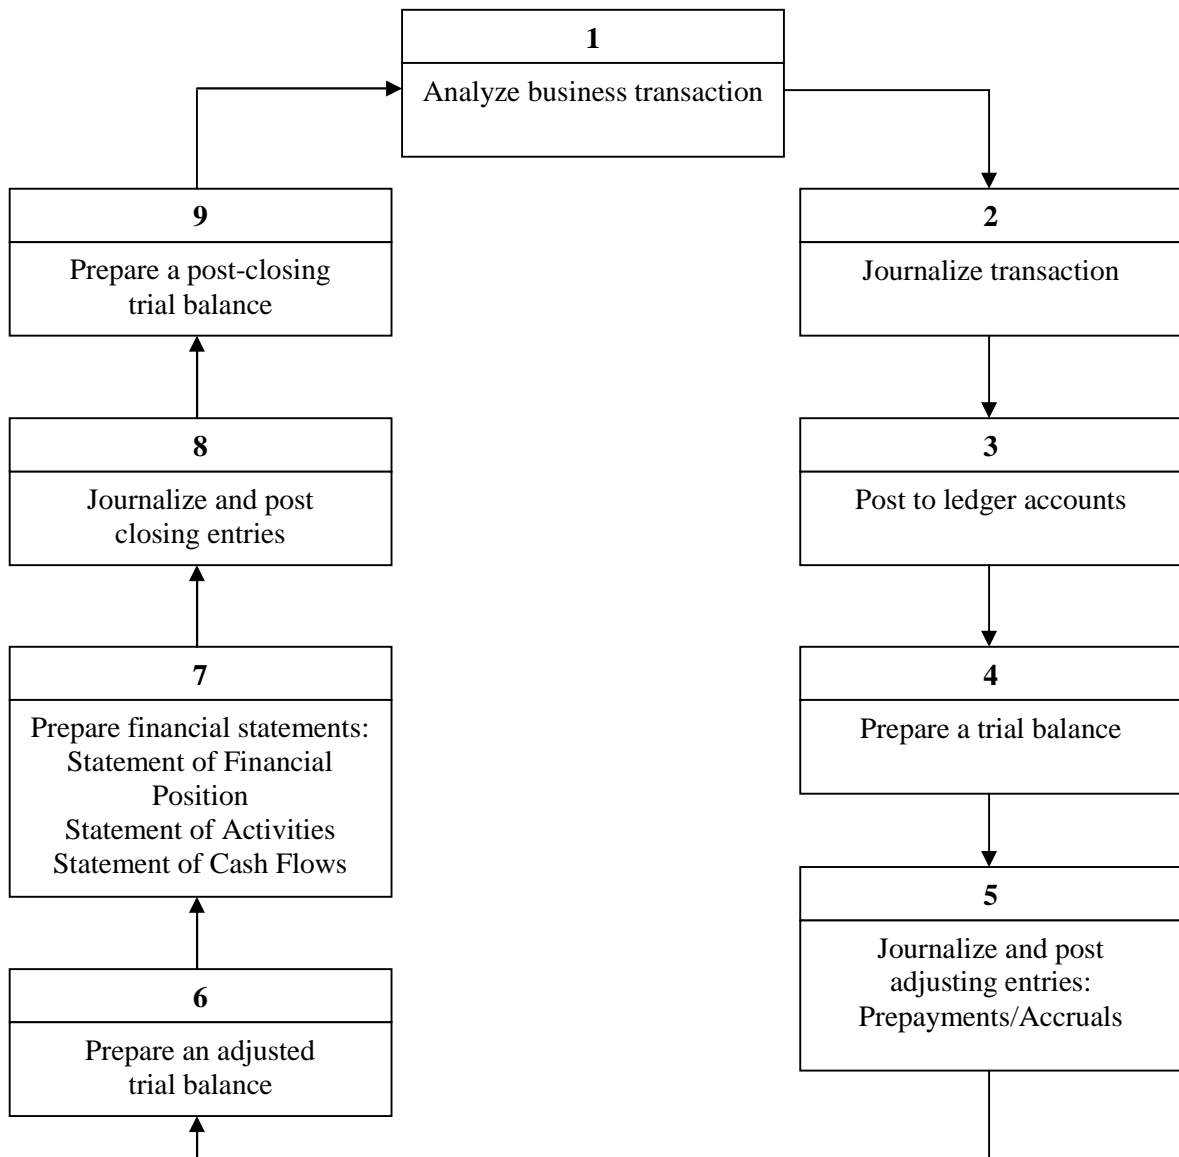 1
Analyze business transaction
2
Journalize transaction
3
Post to ledger accounts
4
Prepare a trial balance
5
Journalize and post
adjusting entries:
Prepayments/Accruals
6
Prepare an adjusted
trial balance
7
Prepare financial statements:
Statement of Financial
Position
Statement of Activities
Statement of Cash Flows
8
Journalize and post
closing entries
9
Prepare a post-closing
trial balance